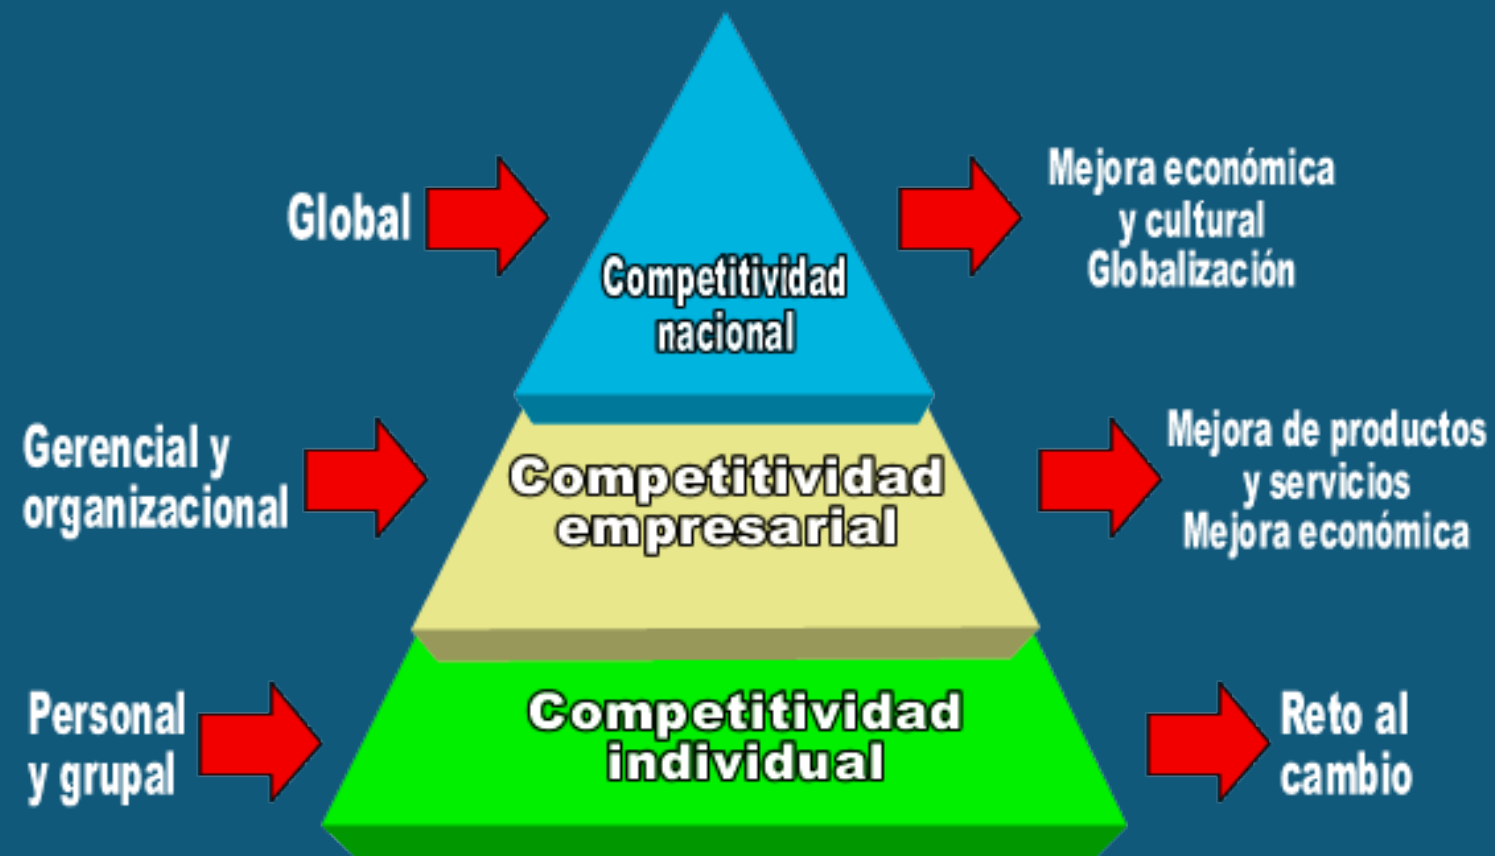 Global
Competitividad
nacional
Mejora económica
y cultural
Globalización
Gerencial y
organizacional
Competitividad
empresarial
Mejora de productos
y servicios
Mejora económica
Personal
y grupal
Competitividad
individual
Reto al
cambio